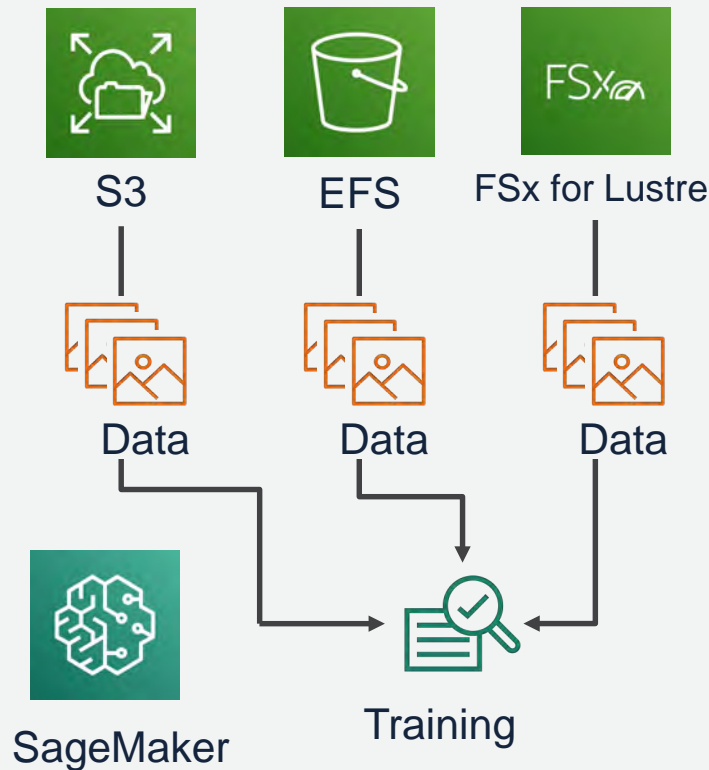 FSx
S3
EFS
FSx for Lustre
Data
Data
Data
SageMaker
Training